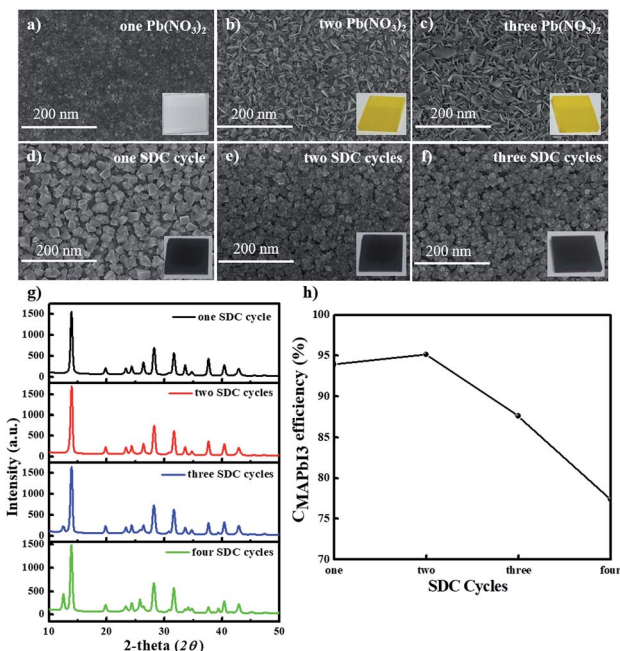 a) one Pb(NO₃)₂
200 nm
b) two Pb(NO₃)₂
200 nm
c) three Pb(NO₃)₂
200 nm
d) one SDC cycle
200 nm
e) two SDC cycles
200 nm
f) three SDC cycles
200 nm
g)
1500
1000
500
0
one SDC cycle
1500
1000
500
0
two SDC cycles
1500
1000
500
0
three SDC cycles
1500
1000
500
0
four SDC cycles
10 20 30 40 50
2-theta (2θ)
Intensity (a.u.)
h)
100
95
90
85
80
75
70
one two three four
SDC Cycles
CMAPbI3 efficiency (%)